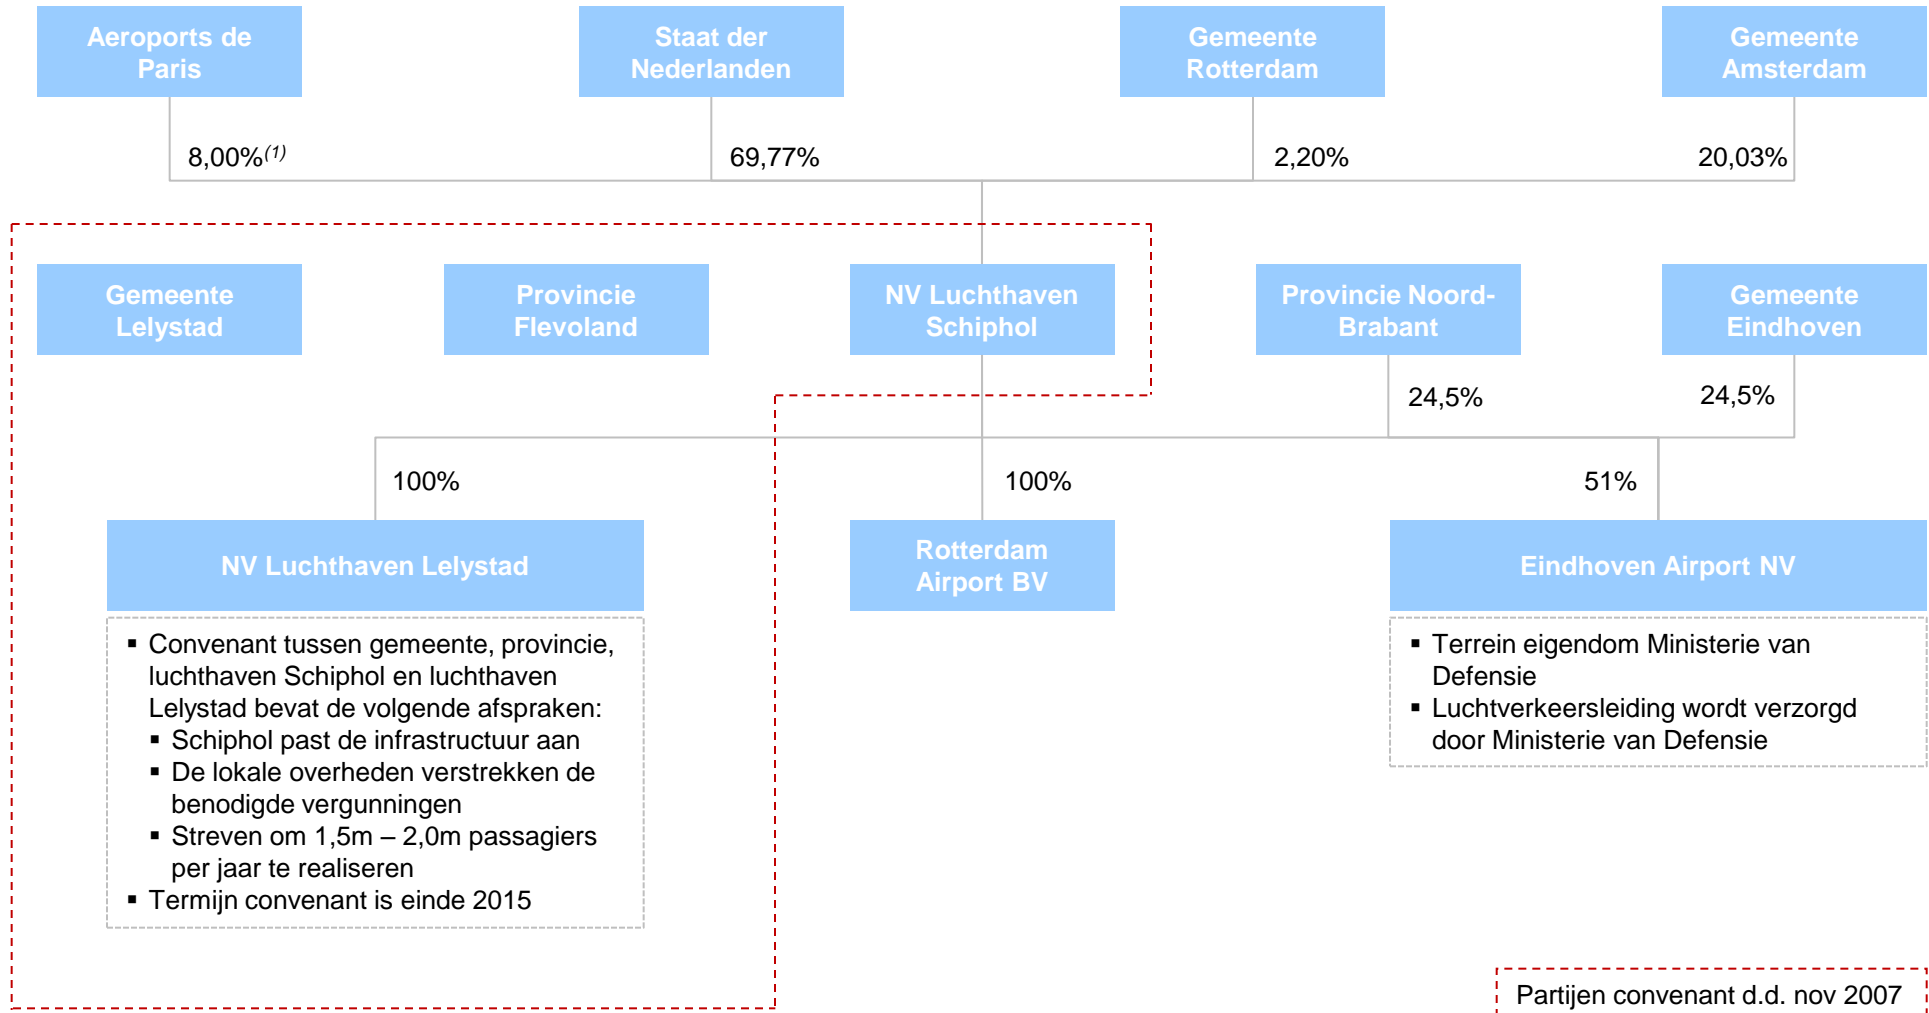 Aeroports de
Paris
Staat der
Nederlanden
Gemeente
Rotterdam
Gemeente
Amsterdam
8,00%(1)
69,77%
2,20%
20,03%
Gemeente
Lelystad
Provincie
Flevoland
NV Luchthaven
Schiphol
Provincie Noord-
Brabant
Gemeente
Eindhoven
24,5%
24,5%
100%
100%
51%
NV Luchthaven Lelystad
Rotterdam
Airport BV
Eindhoven Airport NV
▪ Convenant tussen gemeente, provincie,
luchthaven Schiphol en luchthaven
Lelystad bevat de volgende afspraken:
▪ Schiphol past de infrastructuur aan
▪ De lokale overheden verstrekken de
benodigde vergunningen
▪ Streven om 1,5m – 2,0m passagiers
per jaar te realiseren
▪ Termijn convenant is einde 2015
▪ Terrein eigendom Ministerie van
Defensie
▪ Luchtverkeersleiding wordt verzorgd
door Ministerie van Defensie
Partijen convenant d.d. nov 2007